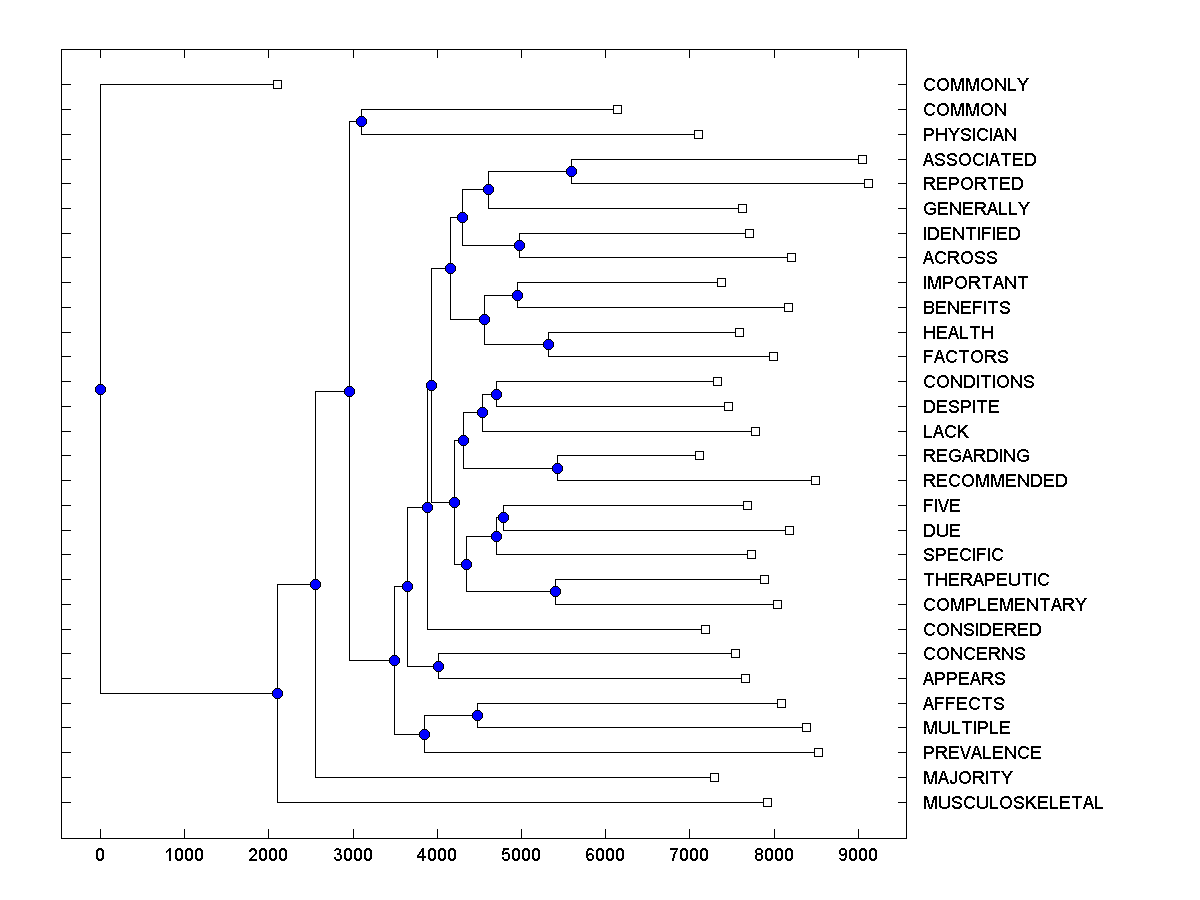 COMMONLY
COMMON
PHYSICIAN
ASSOCIATED
REPORTED
GENERALLY
IDENTIFIED
ACROSS
IMPORTANT
BENEFITS
HEALTH
FACTORS
CONDITIONS
DESPITE
LACK
REGARDING
RECOMMENDED
FIVE
DUE
SPECIFIC
THERAPEUTIC
COMPLEMENTARY
CONSIDERED
CONCERNS
APPEARS
AFFECTS
MULTIPLE
PREVALENCE
MAJORITY
MUSCULOSKELETAL
0 1000 2000 3000 4000 5000 6000 7000 8000 9000